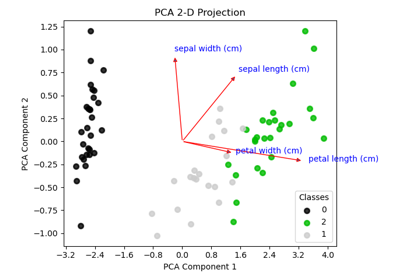 PCA 2-D Projection
1.25
1.00
0.75
0.50
0.25
0.00
−0.25
−0.50
−0.75
−1.00
PCA Component 2
sepal width (cm)
sepal length (cm)
petal width (cm)
petal length (cm)
Classes
0
1
2
−3.2 −2.4 −1.6 −0.8 0.0 0.8 1.6 2.4 3.2 4.0
PCA Component 1